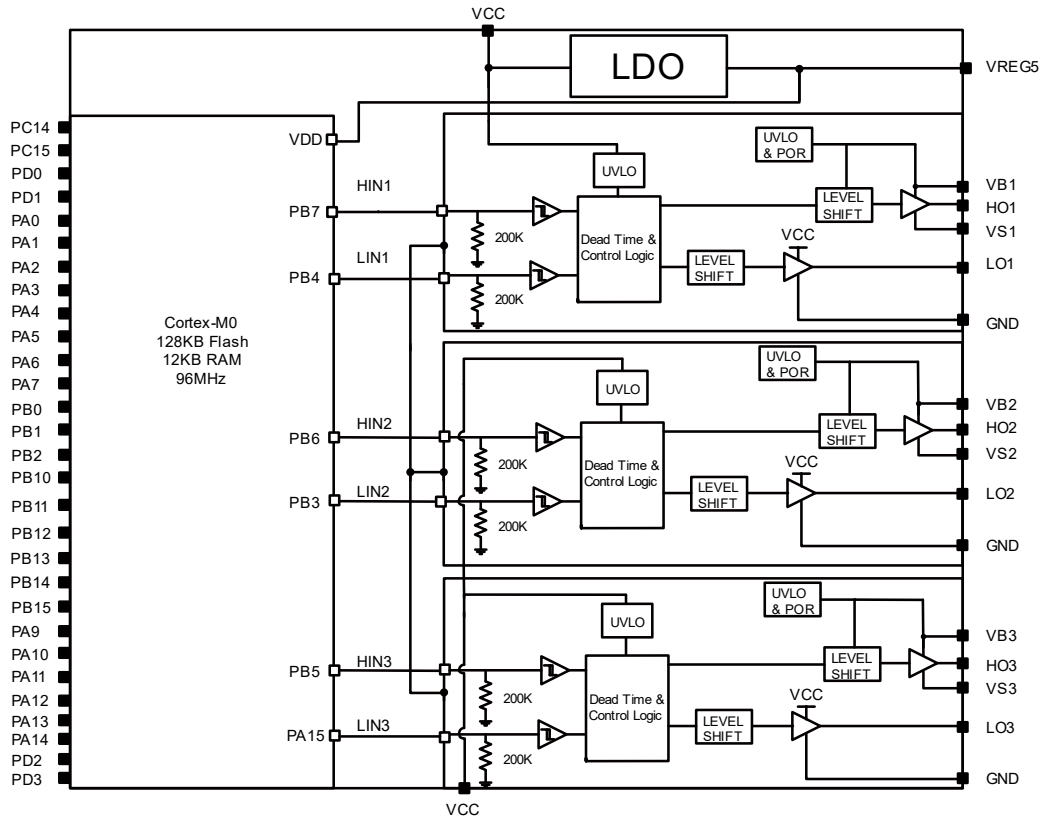 VCC
LDO
VREG5
PC14
PC15
PD0
PD1
PA0
PA1
PA2
PA3
PA4
PA5
PA6
PA7
PB0
PB1
PB2
PB10
PB11
PB12
PB13
PB14
PB15
PA9
PA10
PA11
PA12
PA13
PA14
PD2
PD3
Cortex-M0
128KB Flash
12KB RAM
96MHz
VDD
PB7
PB4
PB6
PB3
PB5
PA15
HIN1
LIN1
200K
200K
UVLO
Dead Time &
Control Logic
UVLO
& POR
LEVEL
SHIFT
LEVEL
SHIFT
VCC
VB1
HO1
VS1
LO1
GND
HIN2
LIN2
200K
200K
UVLO
Dead Time &
Control Logic
UVLO
& POR
LEVEL
SHIFT
LEVEL
SHIFT
VCC
VB2
HO2
VS2
LO2
GND
HIN3
LIN3
200K
200K
UVLO
Dead Time &
Control Logic
UVLO
& POR
LEVEL
SHIFT
LEVEL
SHIFT
VCC
VB3
HO3
VS3
LO3
GND
VCC